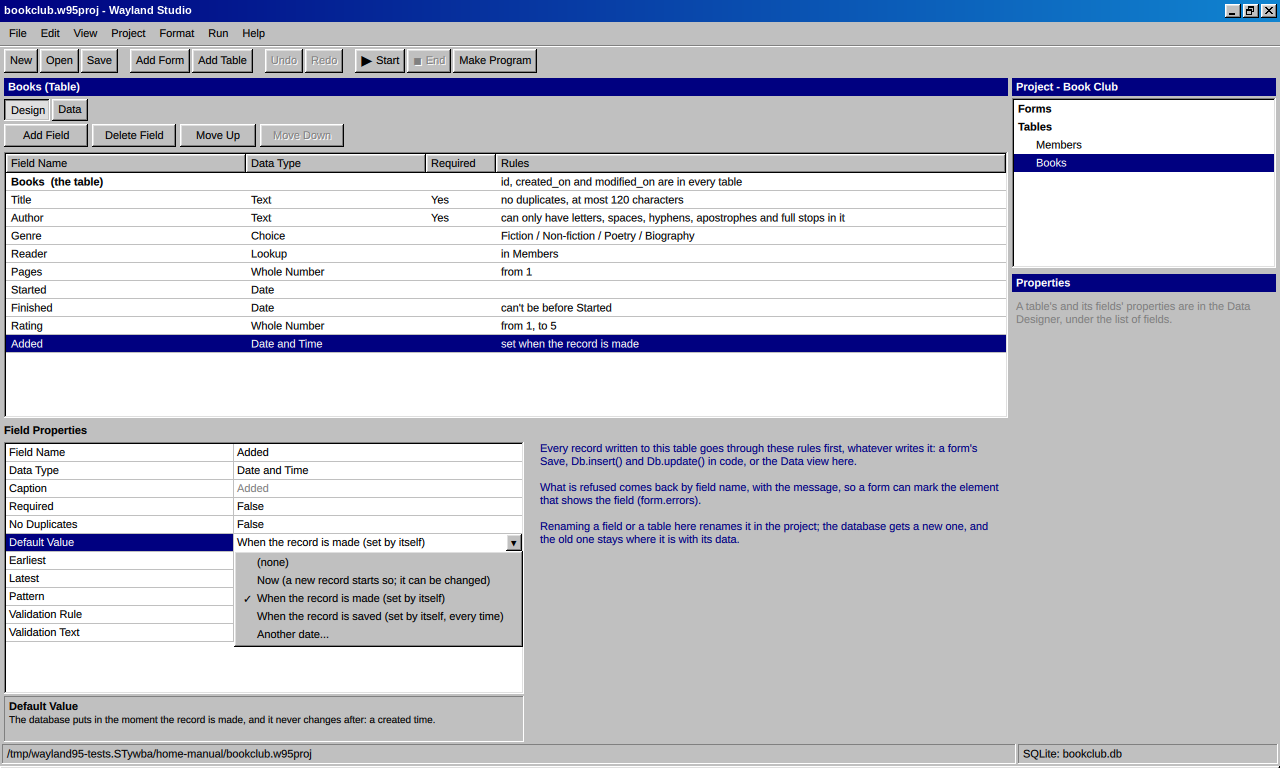 bookclub.w95proj - Wayland Studio
File Edit View Project Format Run Help
New Open Save Add Form Add Table Undo Redo ▶ Start ■ End Make Program
Books (Table)
Design Data
Add Field Delete Field Move Up Move Down
Field Name Data Type Required Rules
Books (the table) id, created_on and modified_on are in every table
Title Text Yes no duplicates, at most 120 characters
Author Text Yes can only have letters, spaces, hyphens, apostrophes and full stops in it
Genre Choice Fiction / Non-fiction / Poetry / Biography
Reader Lookup in Members
Pages Whole Number from 1
Started Date
Finished Date can't be before Started
Rating Whole Number from 1, to 5
Added Date and Time set when the record is made
Field Properties
Field Name Added
Data Type Date and Time
Caption Added
Required False
No Duplicates False
Default Value When the record is made (set by itself) ▼
Earliest
Latest
Pattern
Validation Rule
Validation Text
(none)
Now (a new record starts so; it can be changed)
✓ When the record is made (set by itself)
When the record is saved (set by itself, every time)
Another date...
Default Value
The database puts in the moment the record is made, and it never changes after: a created time.
Every record written to this table goes through these rules first, whatever writes it: a form's
Save, Db.insert() and Db.update() in code, or the Data view here.
What is refused comes back by field name, with the message, so a form can mark the element
that shows the field (form.errors).
Renaming a field or a table here renames it in the project; the database gets a new one, and
the old one stays where it is with its data.
Project - Book Club
Forms
Tables
Members
Books
Properties
A table's and its fields' properties are in the Data
Designer, under the list of fields.
/tmp/wayland95-tests.STywba/home-manual/bookclub.w95proj
SQLite: bookclub.db